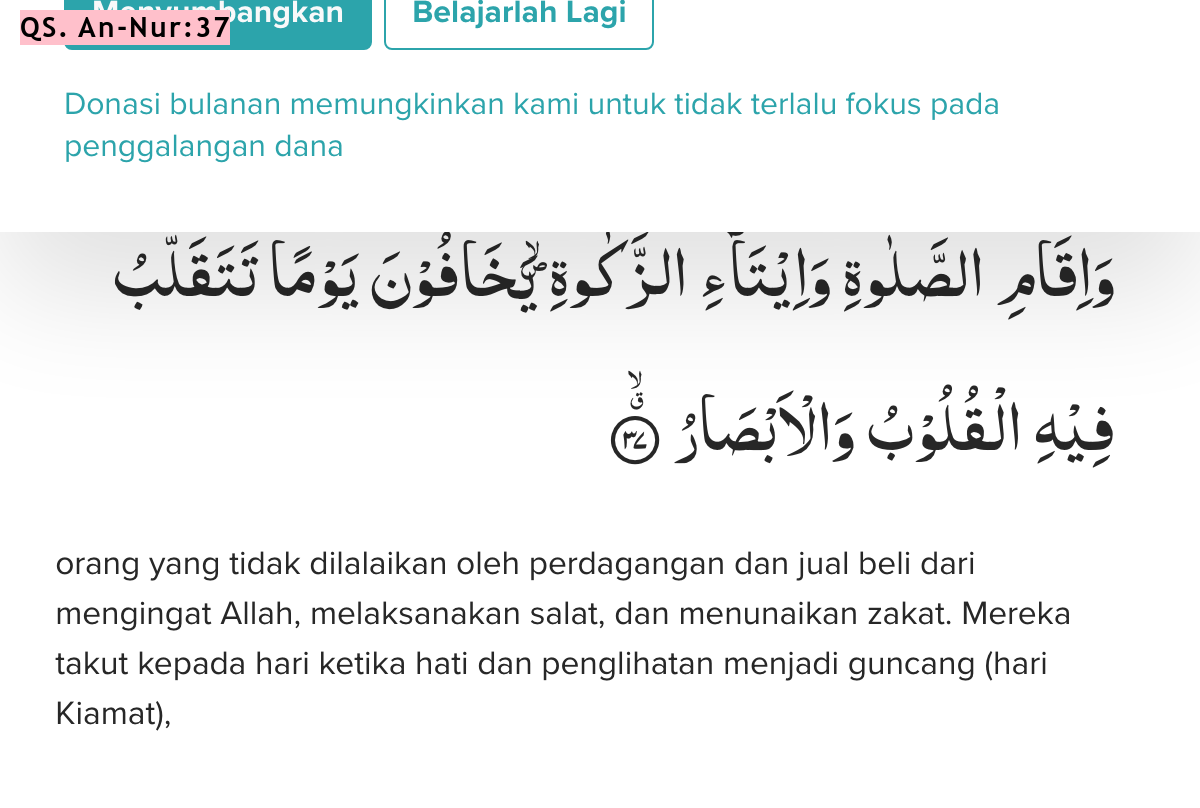 QS. An-Nur:37
Belajarlah Lagi
Donasi bulanan memungkinkan kami untuk tidak terlalu fokus pada
penggalangan dana
وَاِقَامِ الصَّلٰوةِ وَاِيْتَاۤءِ الزَّكٰوةِ ۙيَخَافُوْنَ يَوْمًا تَتَقَلَّبُ
فِيْهِ الْقُلُوْبُ وَالْاَبْصَارُ ۙ ٣٧
orang yang tidak dilalaikan oleh perdagangan dan jual beli dari
mengingat Allah, melaksanakan salat, dan menunaikan zakat. Mereka
takut kepada hari ketika hati dan penglihatan menjadi guncang (hari
Kiamat),